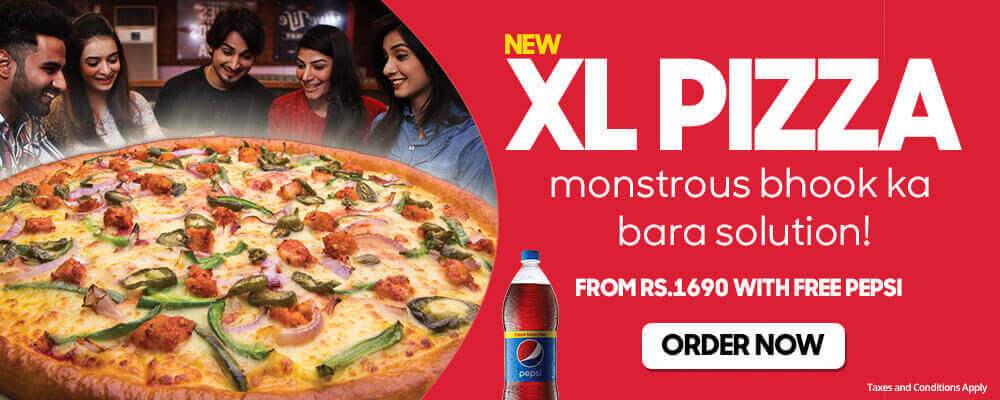 NEW
XL PIZZA
monstrous bhook ka
bara solution!
FROM RS.1690 WITH FREE PEPSI
pepsi
ORDER NOW
Taxes and Conditions Apply